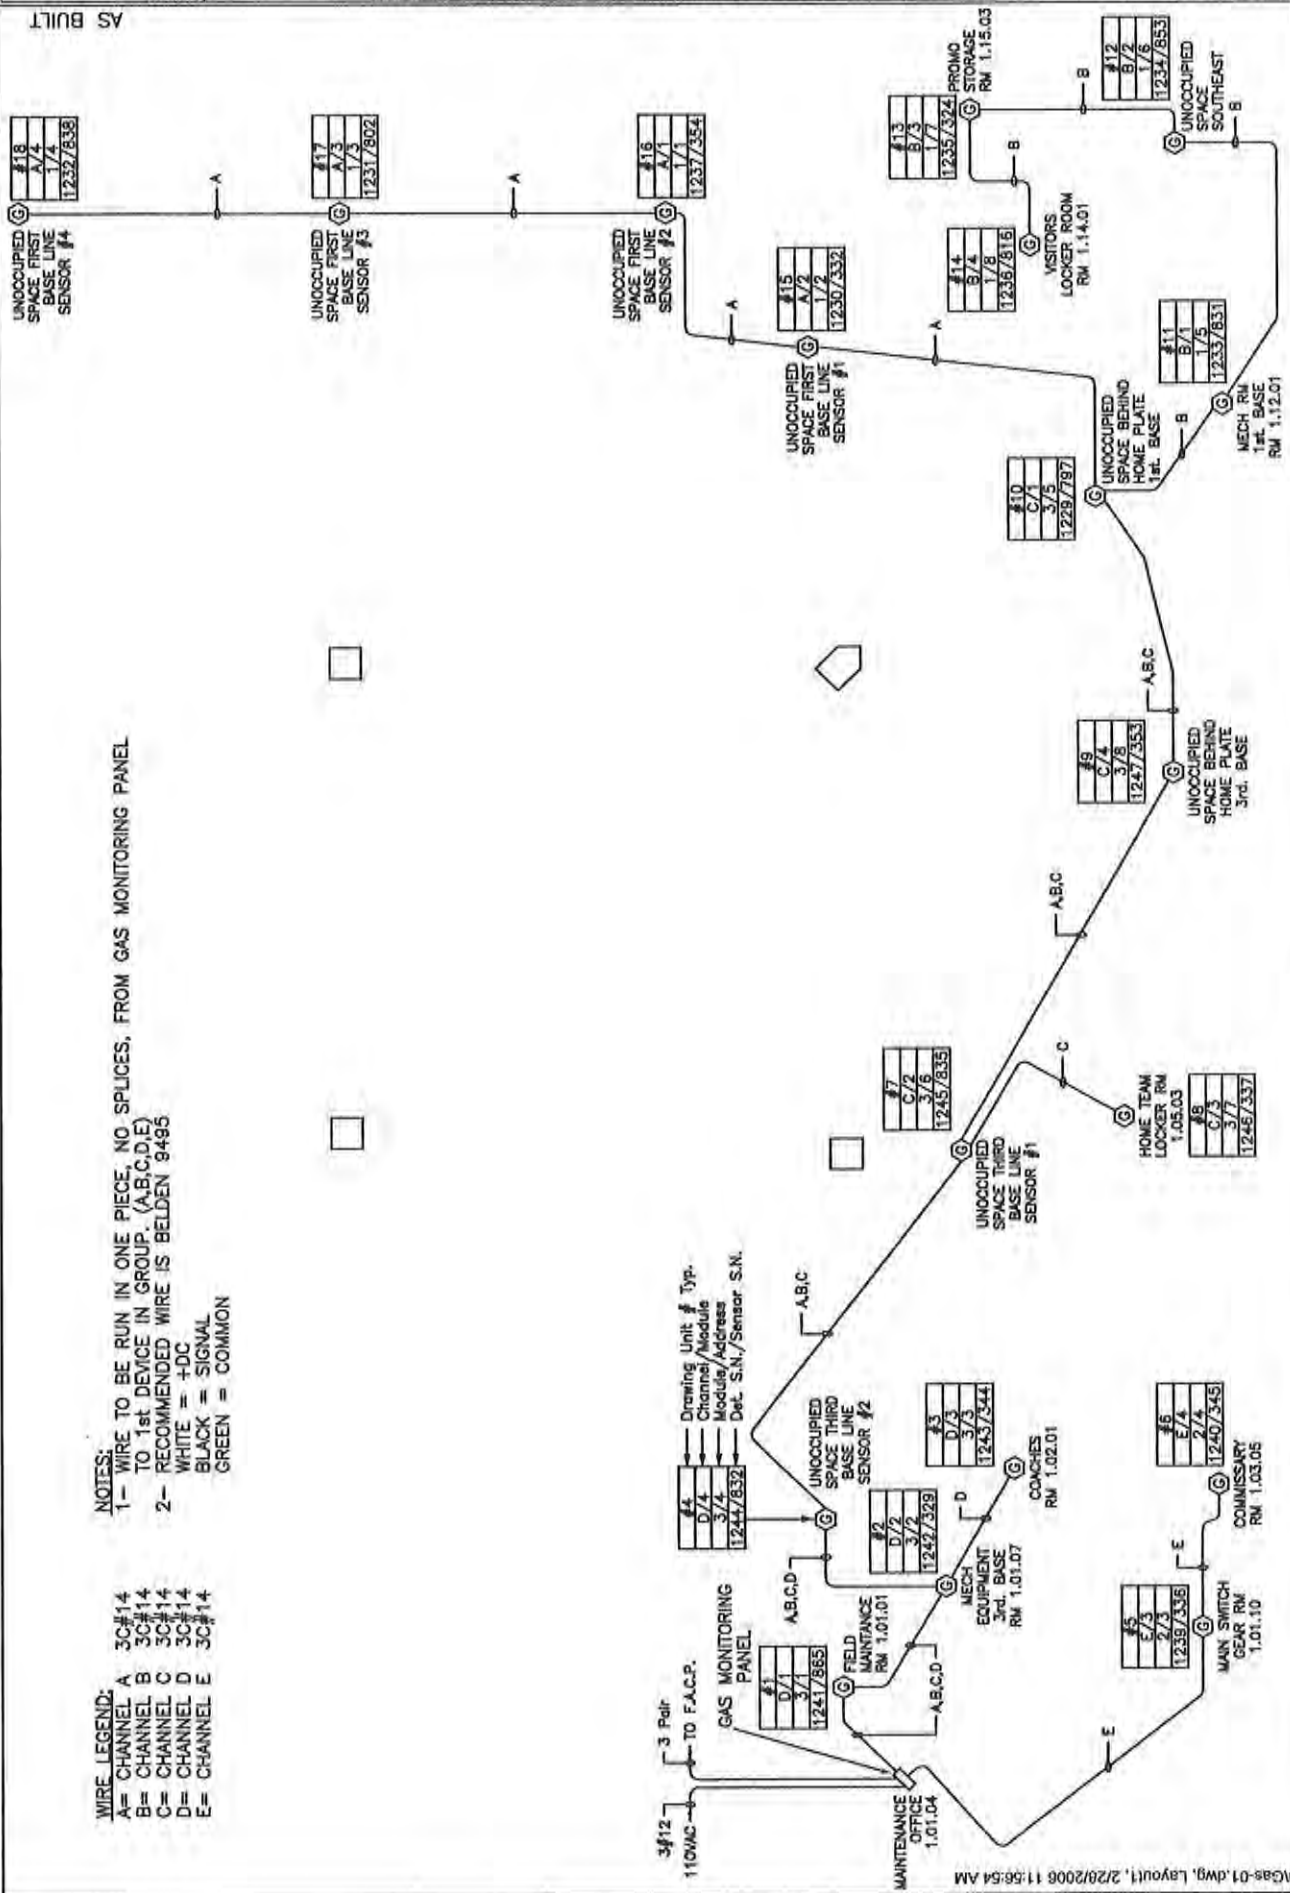 AS BUILT
WIRE LEGEND:
A= CHANNEL A 3C#14
B= CHANNEL B 3C#14
C= CHANNEL C 3C#14
D= CHANNEL D 3C#14
E= CHANNEL E 3C#14
NOTES:
1- WIRE TO BE RUN IN ONE PIECE, NO SPLICES, FROM GAS MONITORING PANEL
TO 1st DEVICE IN GROUP. (A,B,C,D,E)
2- RECOMMENDED WIRE IS BELDEN 9495
WHITE = +DC
BLACK = SIGNAL
GREEN = COMMON
3#12
110VAC
3 Pair
TO F.A.C.P.
GAS MONITORING
PANEL
MAINTENANCE
OFFICE
1.01.04
#1
D/1
3/1
1241/865
G
FIELD
MAINTANCE
RM 1.01.01
A,B,C,D
#2
D/2
3/2
1242/329
G
MECH
EQUIPMENT
3rd. BASE
RM 1.01.07
D
#3
D/3
3/3
1243/344
G
COACHES
RM 1.02.01
A,B,C,D
#4
D/4
3/4
1244/832
Drawing Unit # Typ.
Channel/Module
Module/Address
Det. S.N./Sensor S.N.
G
UNOCCUPIED
SPACE THIRD
BASE LINE
SENSOR #2
E
#5
E/3
2/3
1239/336
G
MAIN SWITCH
GEAR RM
1.01.10
E
#6
E/4
2/4
1240/345
G
COMMISSARY
RM 1.03.05
A,B,C
#7
C/2
3/6
1245/835
G
UNOCCUPIED
SPACE THIRD
BASE LINE
SENSOR #1
C
G
HOME TEAM
LOCKER RM
1.05.03
#8
C/3
3/7
1246/337
A,B,C
#9
C/4
3/8
1247/353
G
UNOCCUPIED
SPACE BEHIND
HOME PLATE
3rd. BASE
A,B,C
#10
C/1
3/5
1229/797
G
UNOCCUPIED
SPACE BEHIND
HOME PLATE
1st. BASE
B
#11
B/1
1/5
1233/831
G
MECH RM
1st. BASE
RM 1.12.01
B
#12
B/2
1/6
1234/853
G
UNOCCUPIED
SPACE
SOUTHEAST
B
#13
B/3
1/7
1235/324
G
PROMO
STORAGE
RM 1.15.03
B
#14
B/4
1/8
1236/816
G
VISITORS
LOCKER ROOM
RM 1.14.01
A
#15
A/2
1/2
1230/332
G
UNOCCUPIED
SPACE FIRST
BASE LINE
SENSOR #1
A
#16
A/1
1/1
1237/354
G
UNOCCUPIED
SPACE FIRST
BASE LINE
SENSOR #2
A
#17
A/3
1/3
1231/802
G
UNOCCUPIED
SPACE FIRST
BASE LINE
SENSOR #3
A
#18
A/4
1/4
1232/838
G
UNOCCUPIED
SPACE FIRST
BASE LINE
SENSOR #4
\Gas-01.dwg, Layout1, 2/28/2006 11:56:54 AM